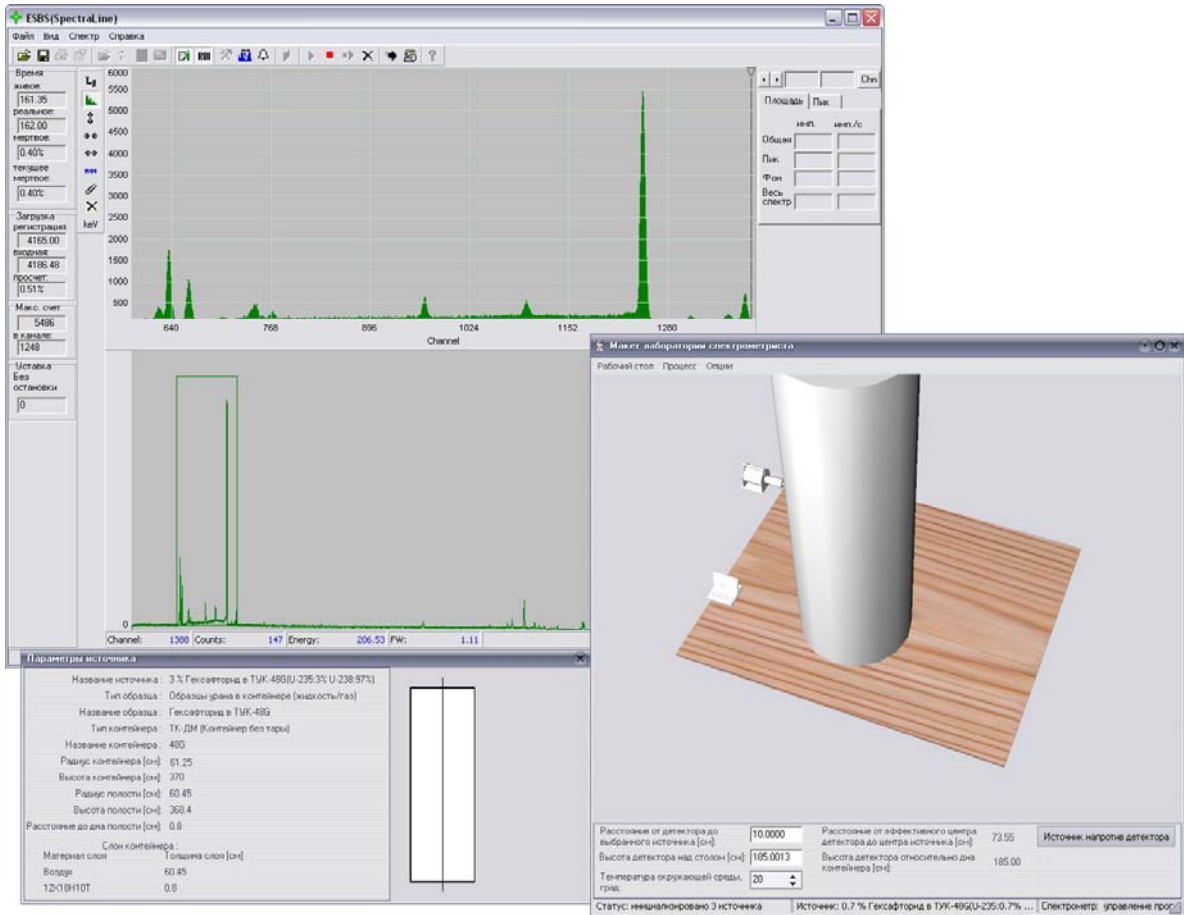 ESBS(SpectraLine)
Файл Вид Спектр Справка
Время
живое:
161.35
реальное:
162.00
мертвое:
0.40%
текущее
мертвое:
0.40%
Загрузка
регистрация:
4165.00
входная:
4186.48
просчет:
0.51%
Макс. счет
5486
в канале:
1248
Уставка
Без
остановки
0
Lg
ROI
keV
6000
5500
5000
4500
4000
3500
3000
2500
2000
1500
1000
500
640 768 896 1024 1152 1280
Channel
Chn
Площадь Пик
имп. имп./с
Общая
Пик
Фон
Весь
спектр
0
Channel: 1300 Counts: 147 Energy: 206.53 PW: 1.11
Параметры источника
Название источника : 3 % Гексафторид в ТУК-48G(U-235:3% U-238:97%)
Тип образца : Образцы урана в контейнере (жидкость/газ)
Название образца : Гексафторид в ТУК-48G
Тип контейнера : ТК-ДМ (Контейнер без тары)
Название контейнера : 48G
Радиус контейнера [см]: 61.25
Высота контейнера [см]: 370
Радиус полости [см]: 60.45
Высота полости [см]: 368.4
Расстояние до дна полости [см]: 0.8
Слои контейнера :
Материал слоя Толщина слоя [см]
Воздух 60.45
12X18H10T 0.8
Макет лаборатории спектрометриста
Рабочий стол Процесс Опции
Расстояние от детектора до
выбранного источника [см]: 10.0000
Высота детектора над столом [см]: 185.0013
Температура окружающей среды,
град: 20
Расстояние от эффективного центра
детектора до центра источника [см]: 73.55
Высота детектора относительно дна
контейнера [см]: 185.00
Источник напротив детектора
Статус: инициализировано 3 источника Источник: 0.7 % Гексафторид в ТУК-48G(U-235:0.7% ... Спектрометр: управление прог